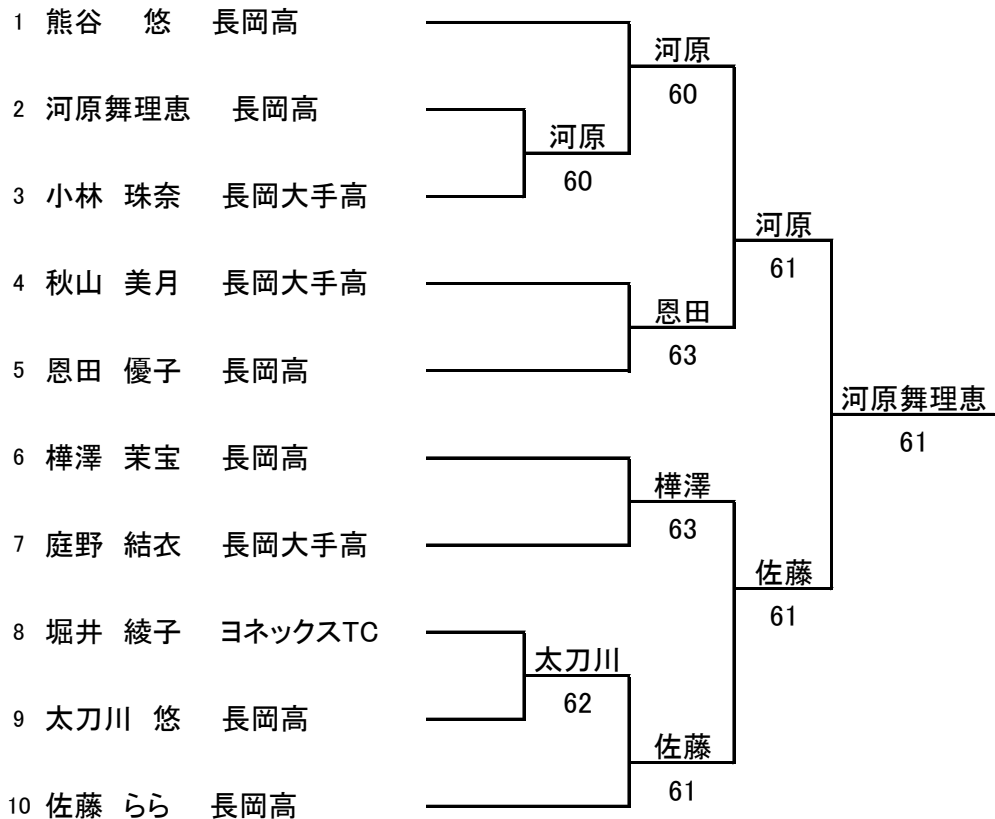 1 熊谷 悠 長岡高
河原
60
2 河原舞理恵 長岡高
河原
60
3 小林 珠奈 長岡大手高
河原
61
4 秋山 美月 長岡大手高
恩田
63
5 恩田 優子 長岡高
河原舞理恵
61
6 樺澤 茉宝 長岡高
樺澤
63
7 庭野 結衣 長岡大手高
佐藤
61
8 堀井 綾子 ヨネックスTC
太刀川
62
9 太刀川 悠 長岡高
佐藤
61
10 佐藤 らら 長岡高